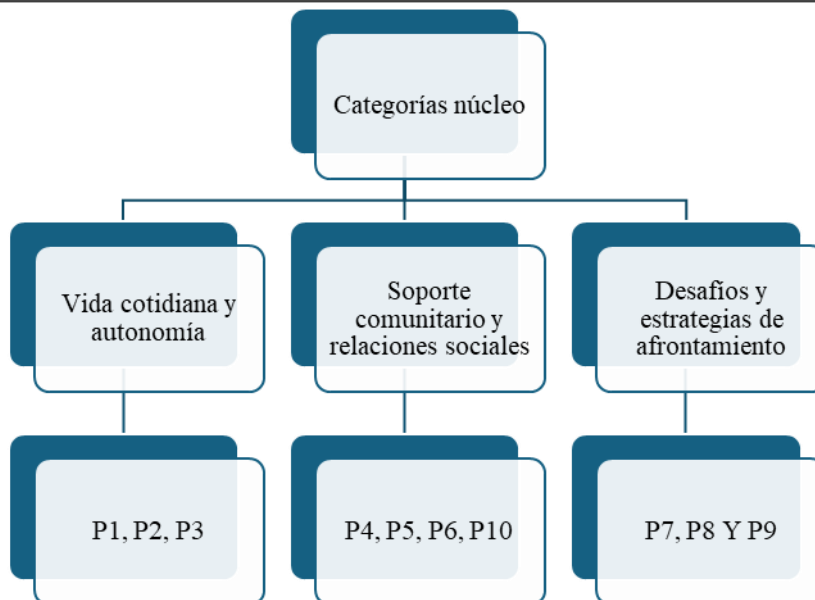 Categorías núcleo
Vida cotidiana y
autonomía
Soporte
comunitario y
relaciones sociales
Desafíos y
estrategias de
afrontamiento
P1, P2, P3
P4, P5, P6, P10
P7, P8 Y P9